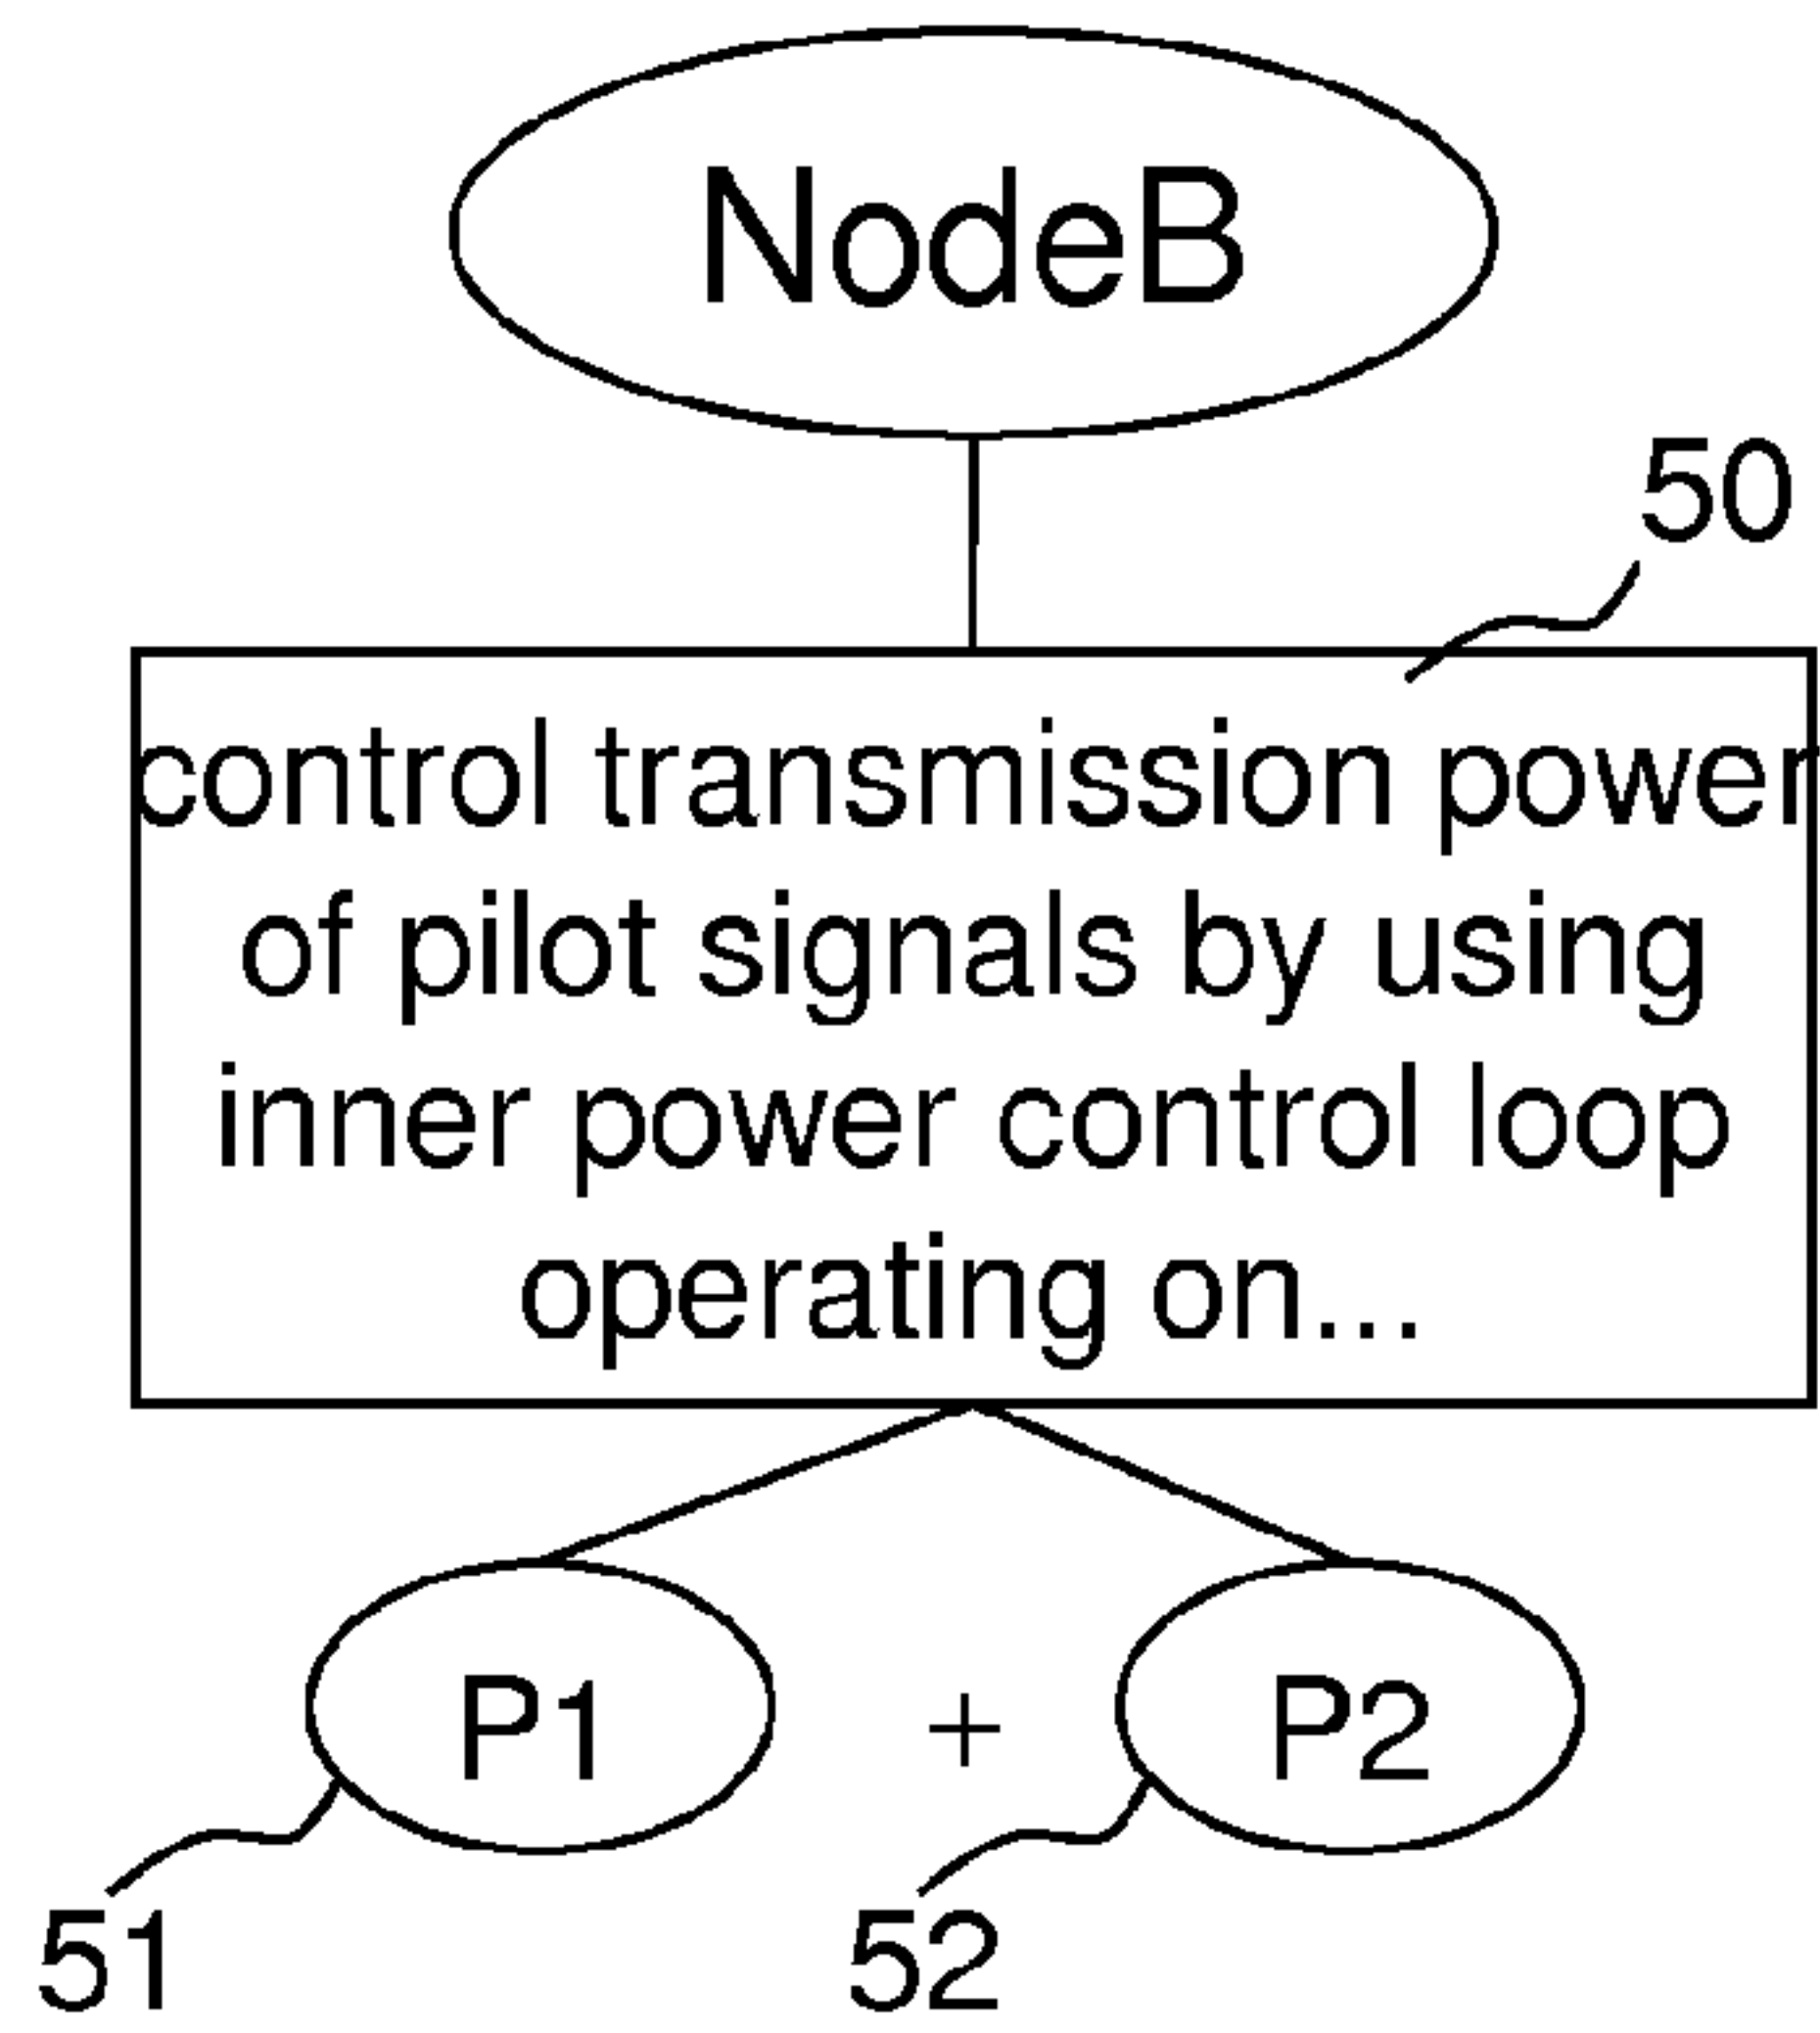 NodeB
50
control transmission power
of pilot signals by using
inner power control loop
operating on...
P1 + P2
51 52